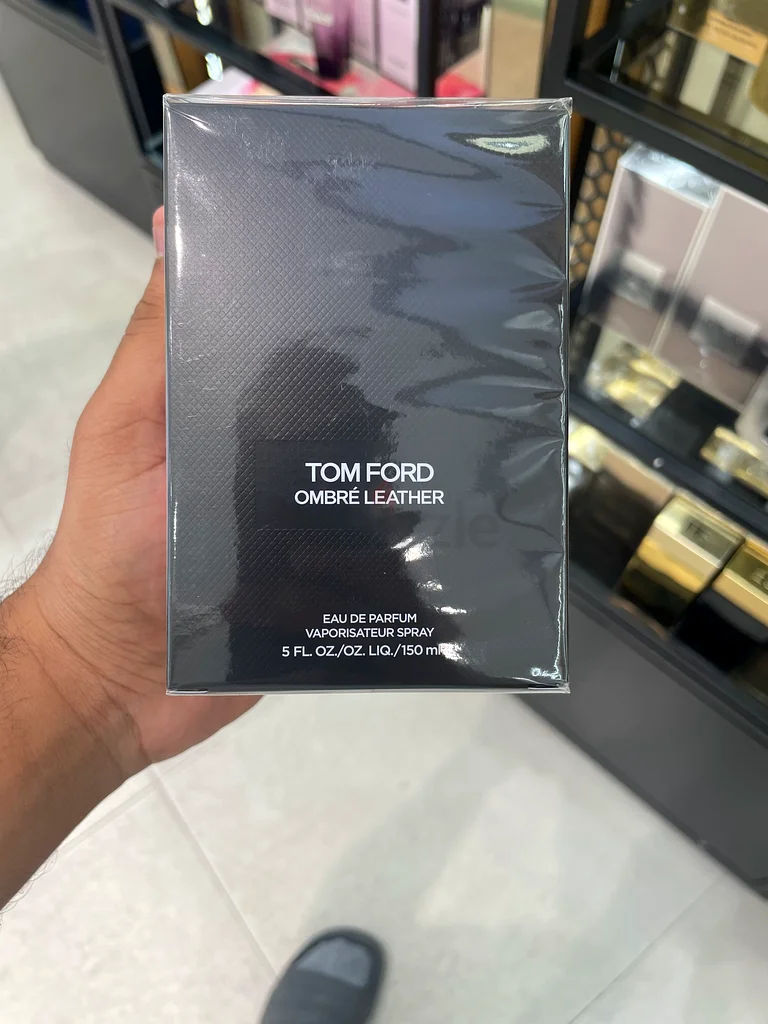 TOM FORD
OMBRÉ LEATHER
EAU DE PARFUM
VAPORISATEUR SPRAY
5 FL. OZ./OZ. LIQ./150 ml